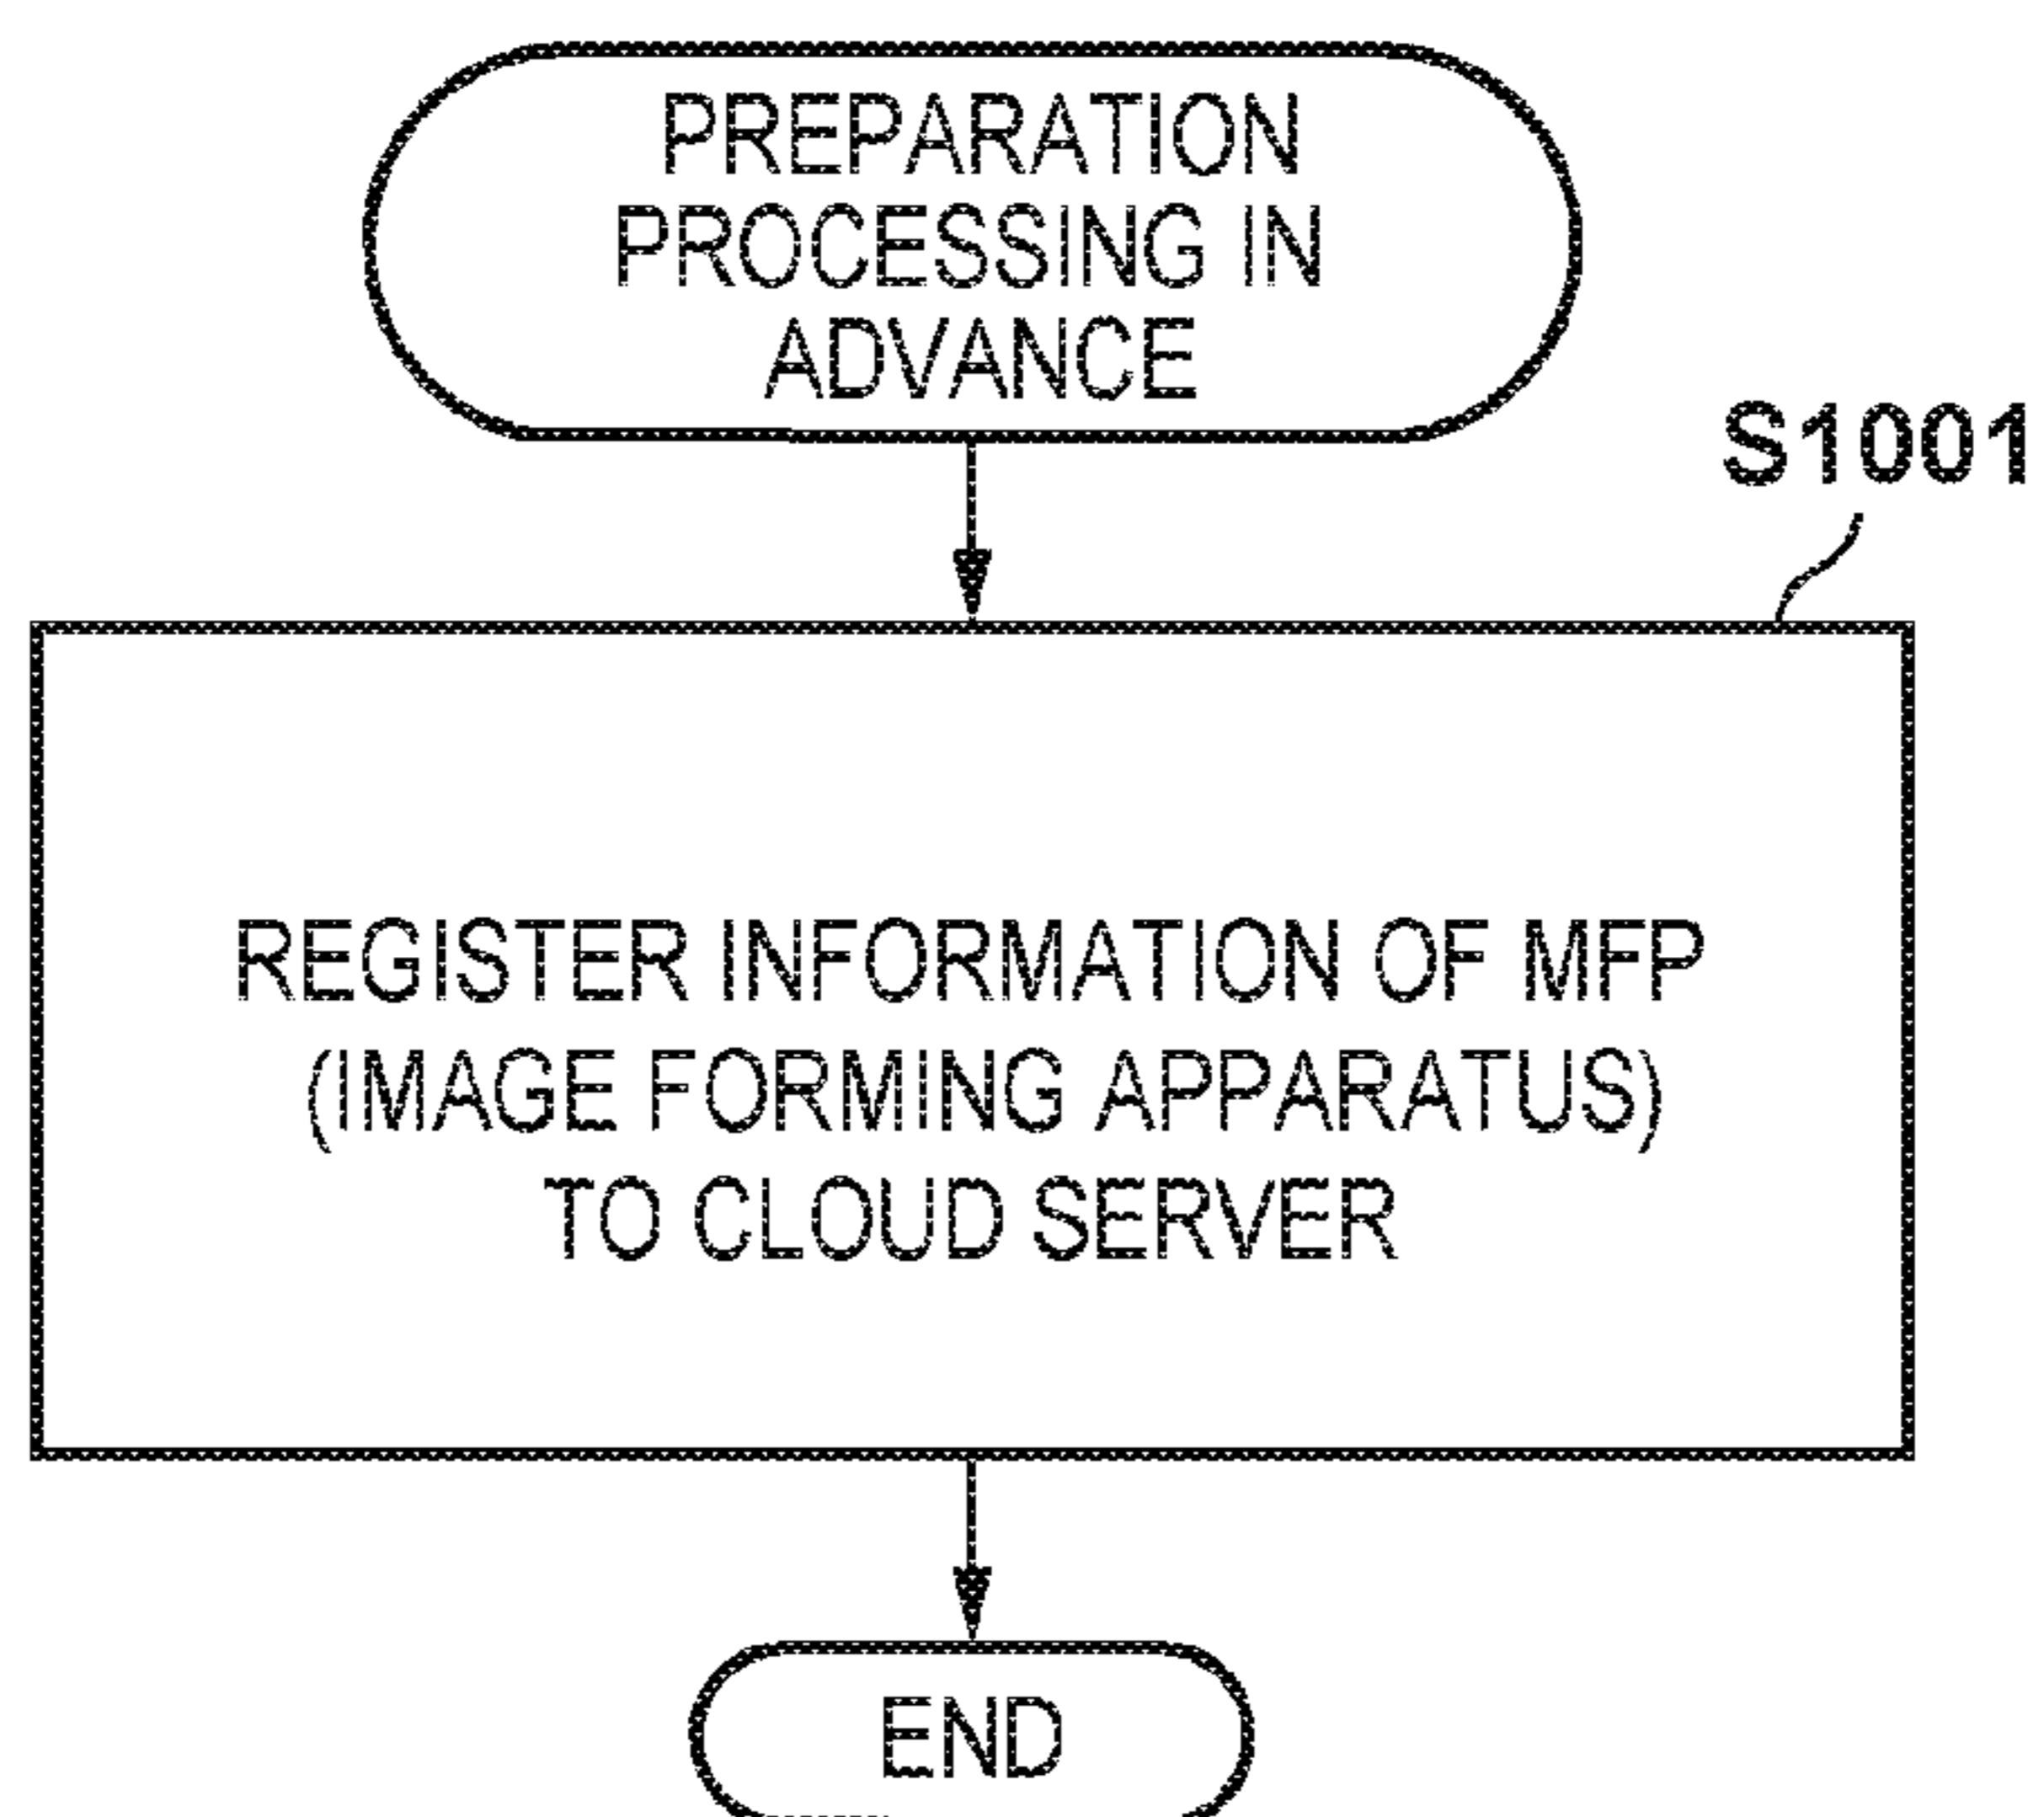 PREPARATION
PROCESSING IN
ADVANCE
S1001
REGISTER INFORMATION OF MFP
(IMAGE FORMING APPARATUS)
TO CLOUD SERVER
END